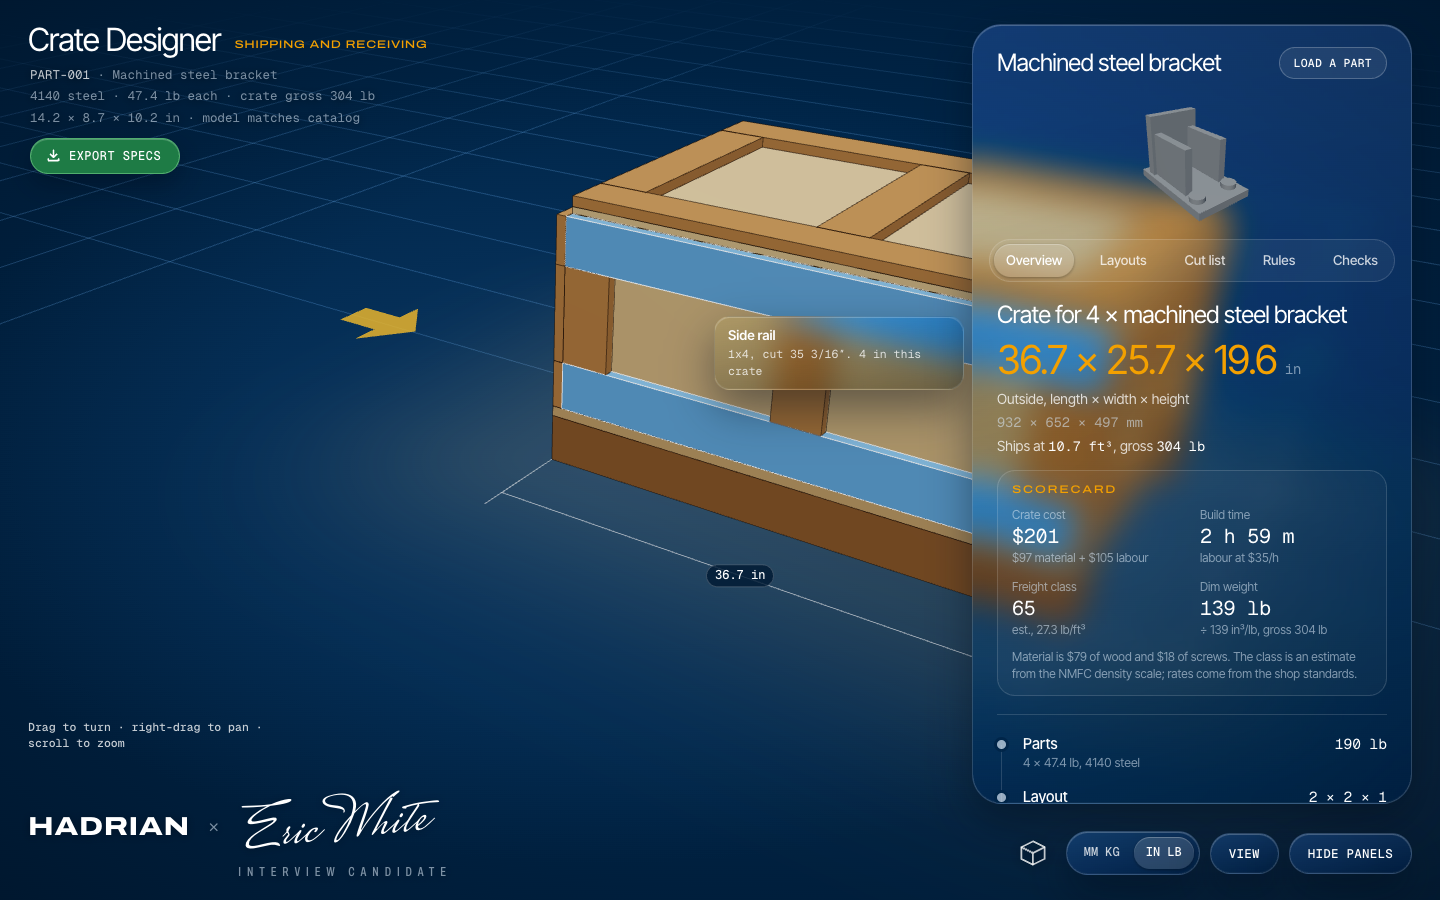 Crate Designer SHIPPING AND RECEIVING
PART-001 · Machined steel bracket
4140 steel · 47.4 lb each · crate gross 304 lb
14.2 × 8.7 × 10.2 in · model matches catalog
EXPORT SPECS
Machined steel bracket
LOAD A PART
Overview Layouts Cut list Rules Checks
Crate for 4 × machined steel bracket
36.7 × 25.7 × 19.6 in
Outside, length × width × height
932 × 652 × 497 mm
Ships at 10.7 ft³, gross 304 lb
SCORECARD
Crate cost
$201
$97 material + $105 labour
Build time
2 h 59 m
labour at $35/h
Freight class
65
est., 27.3 lb/ft³
Dim weight
139 lb
÷ 139 in³/lb, gross 304 lb
Material is $79 of wood and $18 of screws. The class is an estimate
from the NMFC density scale; rates come from the shop standards.
Parts 190 lb
4 × 47.4 lb, 4140 steel
Layout 2 × 2 × 1
Side rail
1x4, cut 35 3/16". 4 in this
crate
36.7 in
Drag to turn · right-drag to pan ·
scroll to zoom
HADRIAN × Eric White
INTERVIEW CANDIDATE
MM KG IN LB VIEW HIDE PANELS